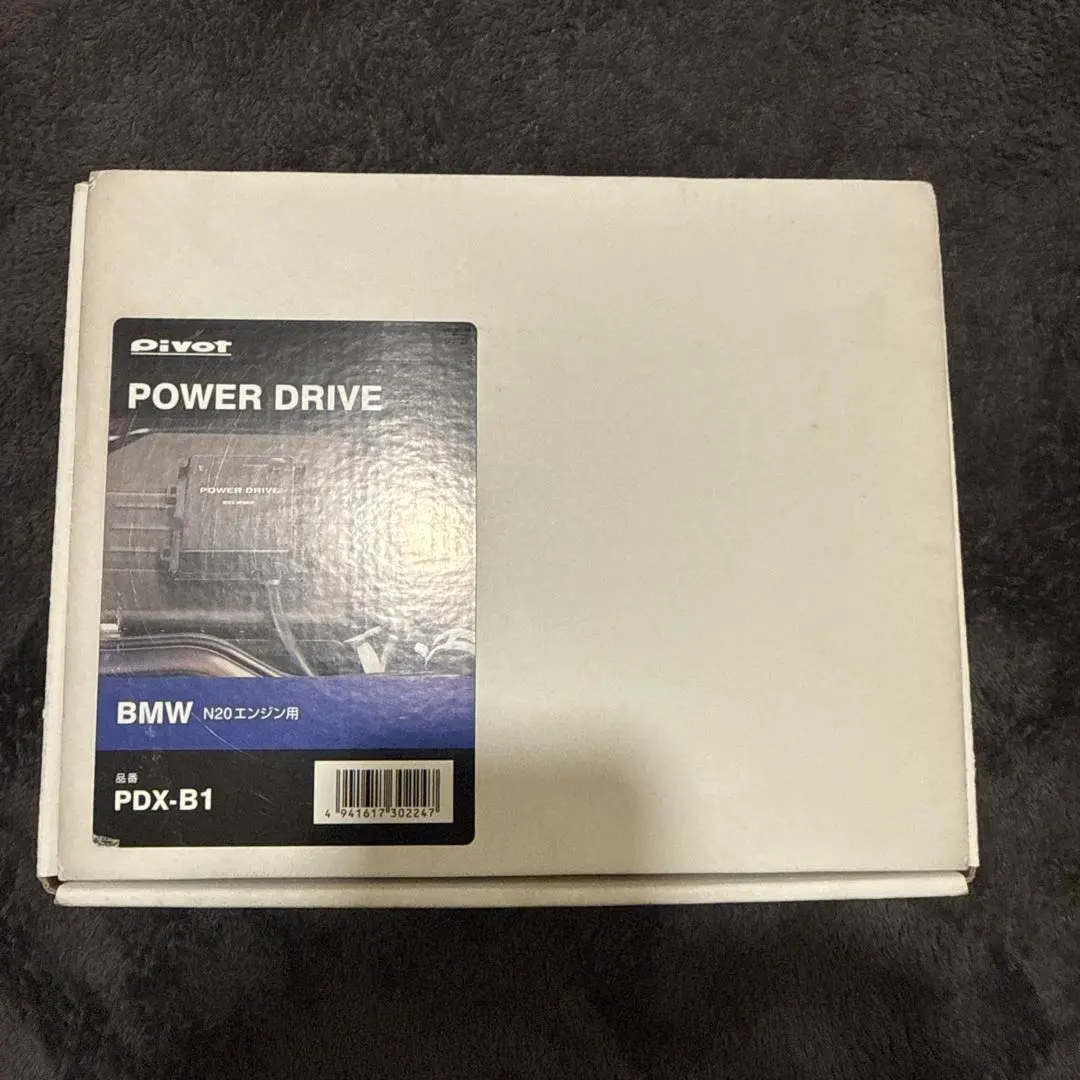 PIVOT
POWER DRIVE
POWER DRIVE
PIVOT
BMW N20エンジン用
品番
PDX-B1
4 941617 302247